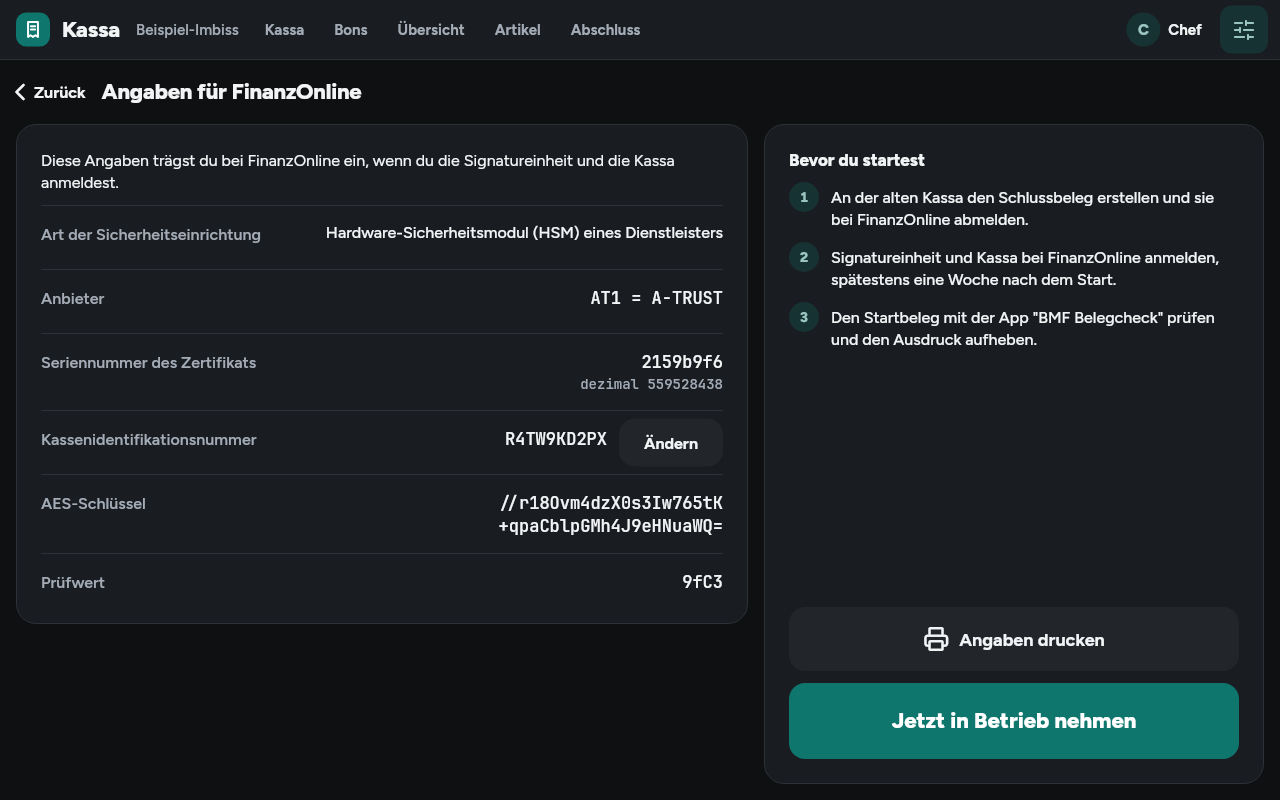 Kassa
Beispiel-Imbiss
Kassa
Bons
Übersicht
Artikel
Abschluss
C
Chef
Zurück
Angaben für FinanzOnline
Diese Angaben trägst du bei FinanzOnline ein, wenn du die Signatureinheit und die Kassa
anmeldest.
Art der Sicherheitseinrichtung
Hardware-Sicherheitsmodul (HSM) eines Dienstleisters
Anbieter
AT1 = A-TRUST
Seriennummer des Zertifikats
2159b9f6
dezimal 559528438
Kassenidentifikationsnummer
R4TW9KD2PX
Ändern
AES-Schlüssel
//r18Ovm4dzX0s3Iw765tK
+qpaCblpGMh4J9eHNuaWQ=
Prüfwert
9fC3
Bevor du startest
1
An der alten Kassa den Schlussbeleg erstellen und sie
bei FinanzOnline abmelden.
2
Signatureinheit und Kassa bei FinanzOnline anmelden,
spätestens eine Woche nach dem Start.
3
Den Startbeleg mit der App "BMF Belegcheck" prüfen
und den Ausdruck aufheben.
Angaben drucken
Jetzt in Betrieb nehmen